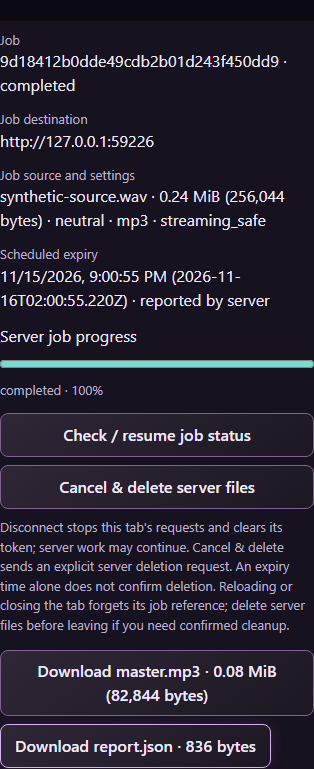 Job
9d18412b0dde49cdb2b01d243f450dd9 ·
completed
Job destination
http://127.0.0.1:59226
Job source and settings
synthetic-source.wav · 0.24 MiB (256,044
bytes) · neutral · mp3 · streaming_safe
Scheduled expiry
11/15/2026, 9:00:55 PM (2026-11-
16T02:00:55.220Z) · reported by server
Server job progress
completed · 100%
Check / resume job status
Cancel & delete server files
Disconnect stops this tab's requests and clears its
token; server work may continue. Cancel & delete
sends an explicit server deletion request. An expiry
time alone does not confirm deletion. Reloading or
closing the tab forgets its job reference; delete server
files before leaving if you need confirmed cleanup.
Download master.mp3 · 0.08 MiB
(82,844 bytes)
Download report.json · 836 bytes